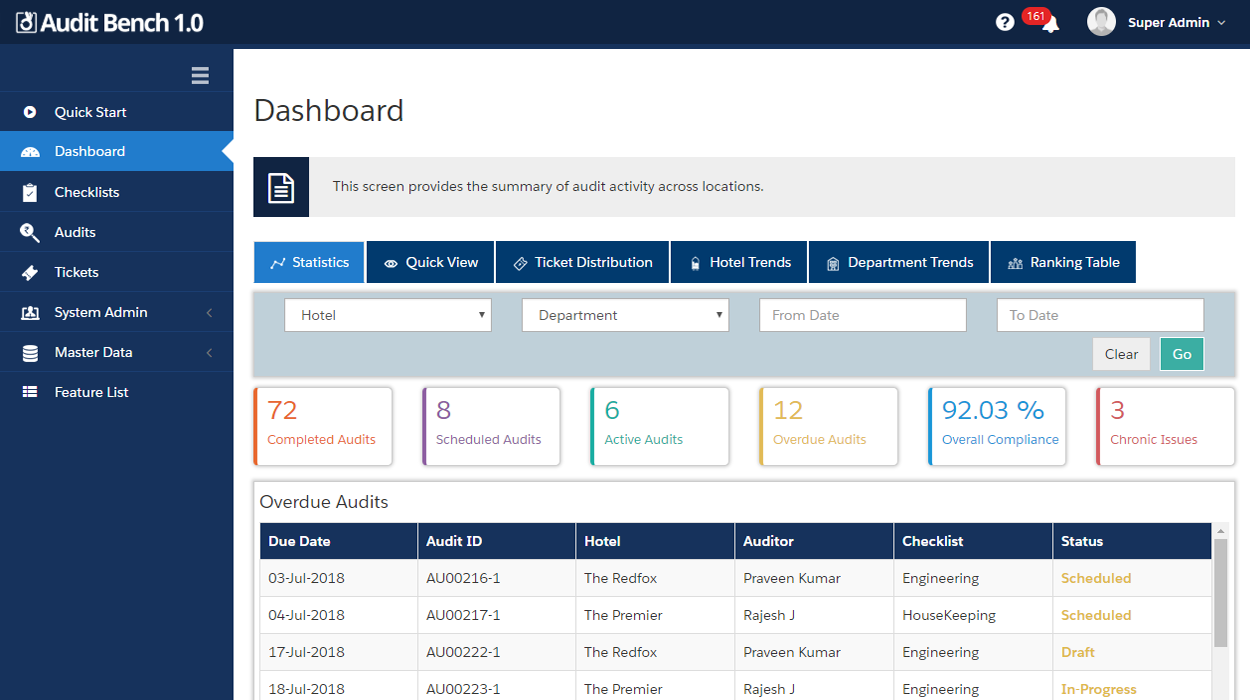 Audit Bench 1.0
161
Super Admin
Quick Start
Dashboard
Checklists
Audits
Tickets
System Admin
Master Data
Feature List
Dashboard
This screen provides the summary of audit activity across locations.
Statistics Quick View Ticket Distribution Hotel Trends Department Trends Ranking Table
Hotel Department From Date To Date
Clear Go
72 8 6 12 92.03 % 3
Completed Audits Scheduled Audits Active Audits Overdue Audits Overall Compliance Chronic Issues
Overdue Audits
Due Date Audit ID Hotel Auditor Checklist Status
03-Jul-2018 AU00216-1 The Redfox Praveen Kumar Engineering Scheduled
04-Jul-2018 AU00217-1 The Premier Rajesh J HouseKeeping Scheduled
17-Jul-2018 AU00222-1 The Redfox Praveen Kumar Engineering Draft
18-Jul-2018 AU00223-1 The Premier Rajesh J Engineering In-Progress